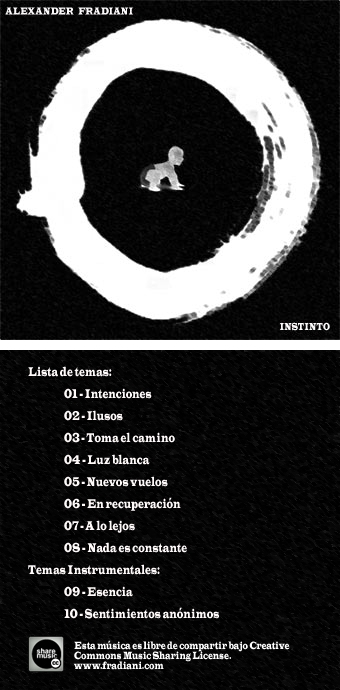 ALEXANDER FRADIANI
INSTINTO
Lista de temas:
01 - Intenciones
02 - Ilusos
03 - Toma el camino
04 - Luz blanca
05 - Nuevos vuelos
06 - En recuperación
07 - A lo lejos
08 - Nada es constante
Temas Instrumentales:
09 - Esencia
10 - Sentimientos anónimos
share
music
cc
Esta música es libre de compartir bajo Creative
Commons Music Sharing License.
www.fradiani.com